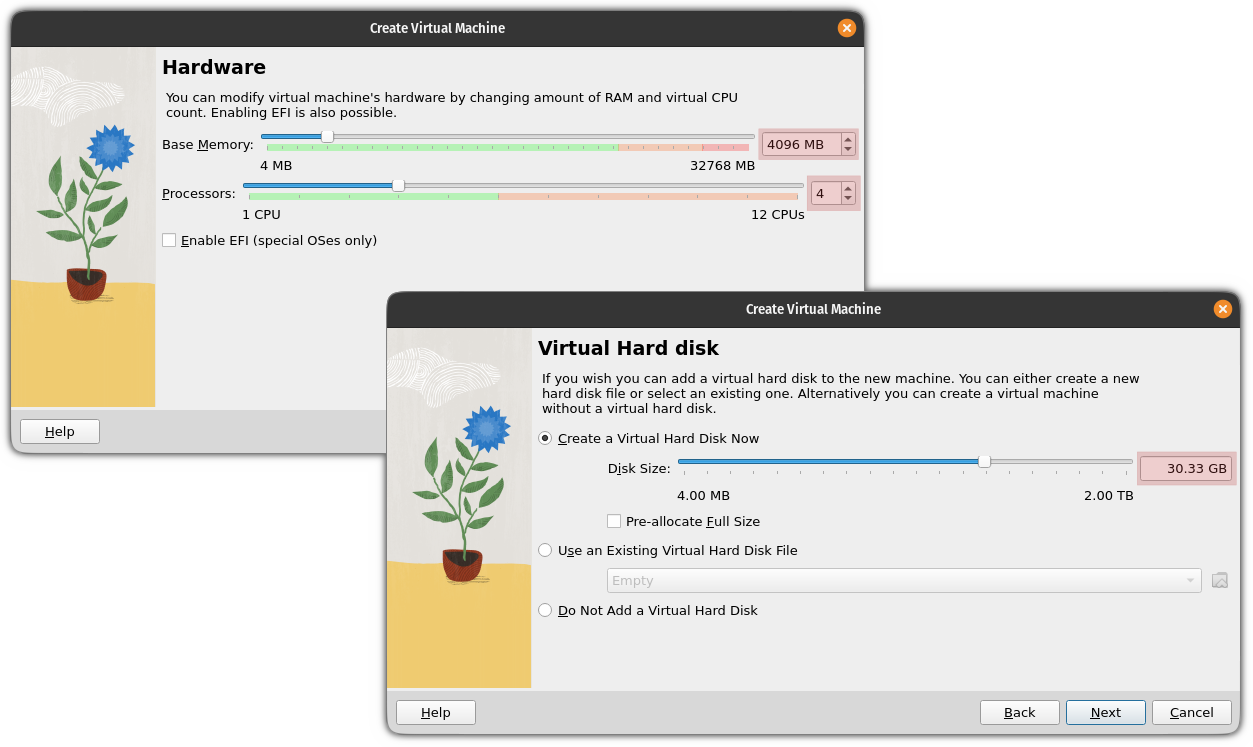 Create Virtual Machine
Hardware
You can modify virtual machine's hardware by changing amount of RAM and virtual CPU
count. Enabling EFI is also possible.
Base Memory: 4096 MB
4 MB 32768 MB
Processors: 4
1 CPU 12 CPUs
Enable EFI (special OSes only)
Help
Create Virtual Machine
Virtual Hard disk
If you wish you can add a virtual hard disk to the new machine. You can either create a new
hard disk file or select an existing one. Alternatively you can create a virtual machine
without a virtual hard disk.
Create a Virtual Hard Disk Now
Disk Size: 30.33 GB
4.00 MB 2.00 TB
Pre-allocate Full Size
Use an Existing Virtual Hard Disk File
Empty
Do Not Add a Virtual Hard Disk
Help Back Next Cancel